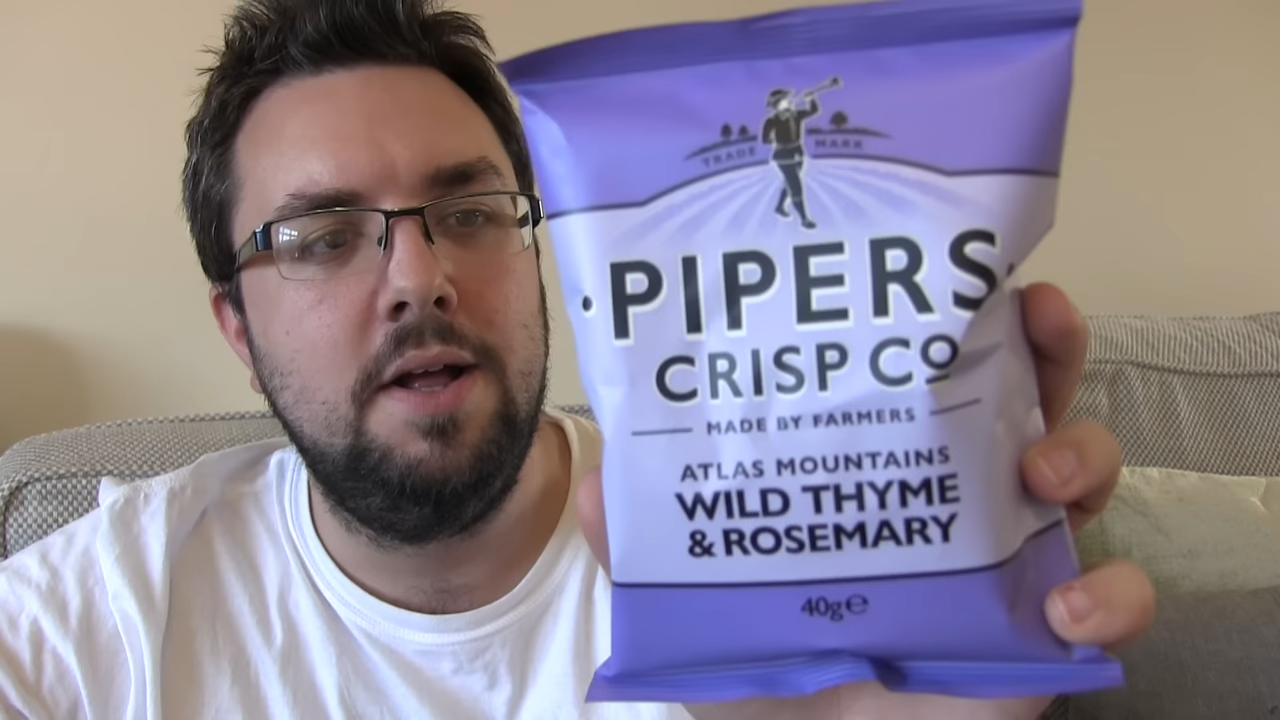 TRADE MARK
PIPERS
CRISP CO
MADE BY FARMERS
ATLAS MOUNTAINS
WILD THYME
& ROSEMARY
40g e